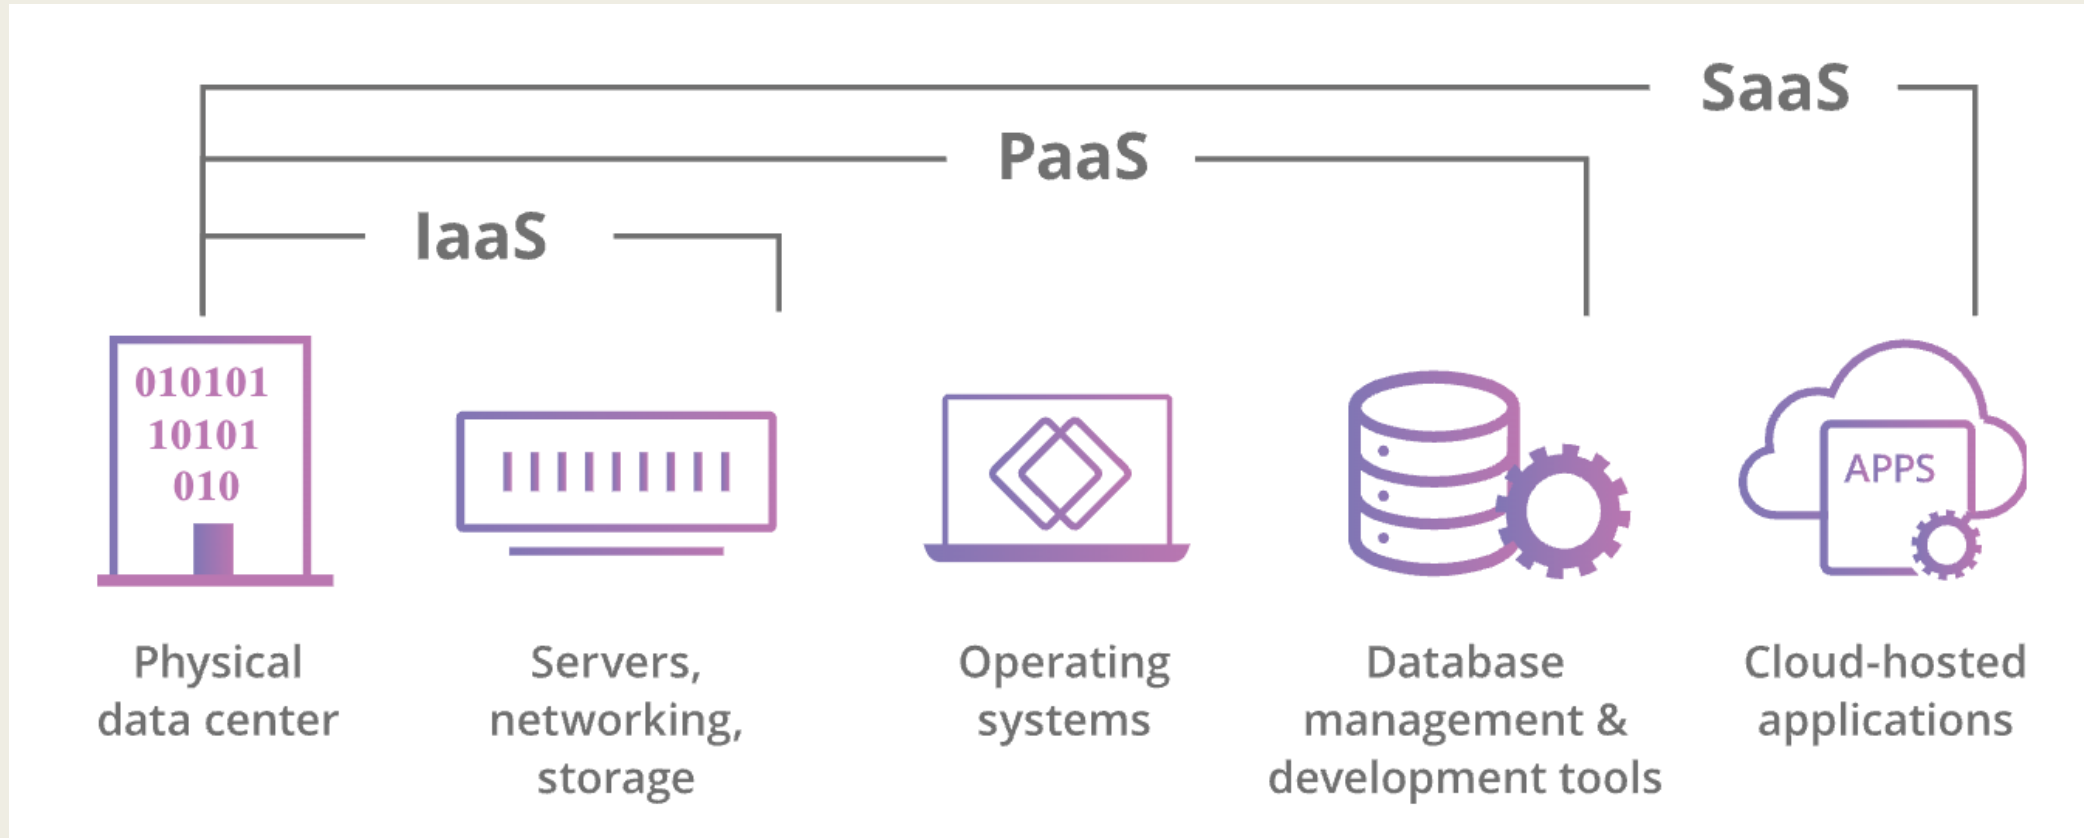 SaaS
PaaS
IaaS
010101
10101
010
APPS
Physical
data center
Servers,
networking,
storage
Operating
systems
Database
management &
development tools
Cloud-hosted
applications